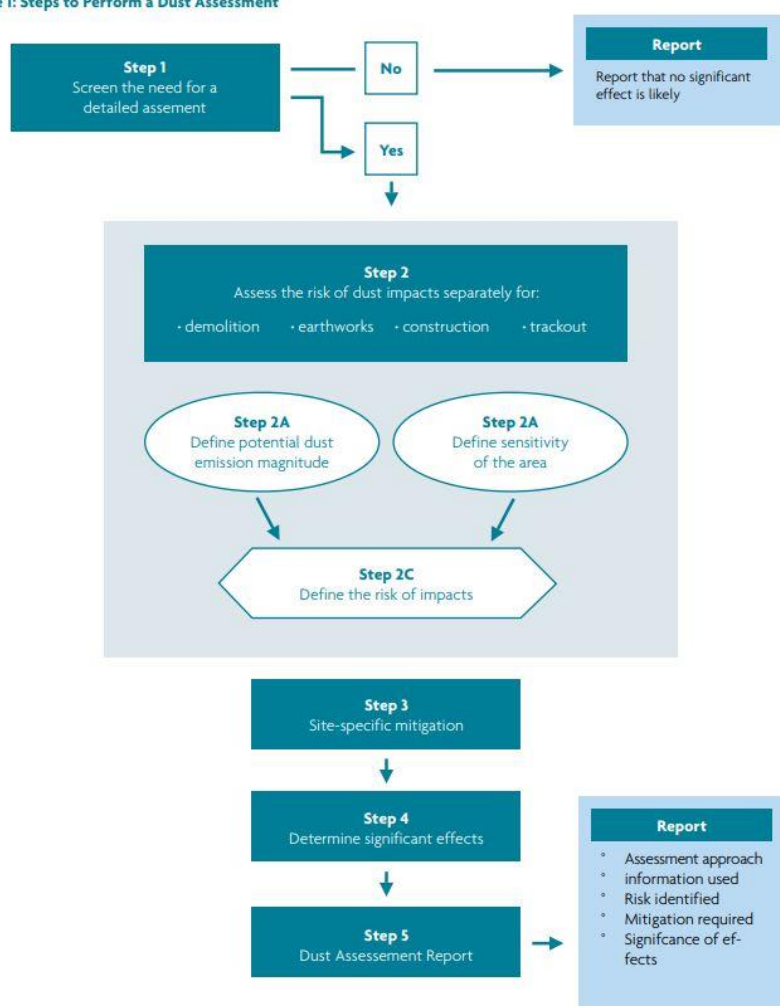 1: Steps to Perform a Dust Assessment
Step 1
Screen the need for a
detailed assement
No
Report
Report that no significant
effect is likely
Yes
Step 2
Assess the risk of dust impacts separately for:
· demolition · earthworks · construction · trackout
Step 2A
Define potential dust
emission magnitude
Step 2A
Define sensitivity
of the area
Step 2C
Define the risk of impacts
Step 3
Site-specific mitigation
Step 4
Determine significant effects
Step 5
Dust Assessement Report
Report
° Assessment approach
° information used
° Risk identified
° Mitigation required
° Signifcance of ef-
fects